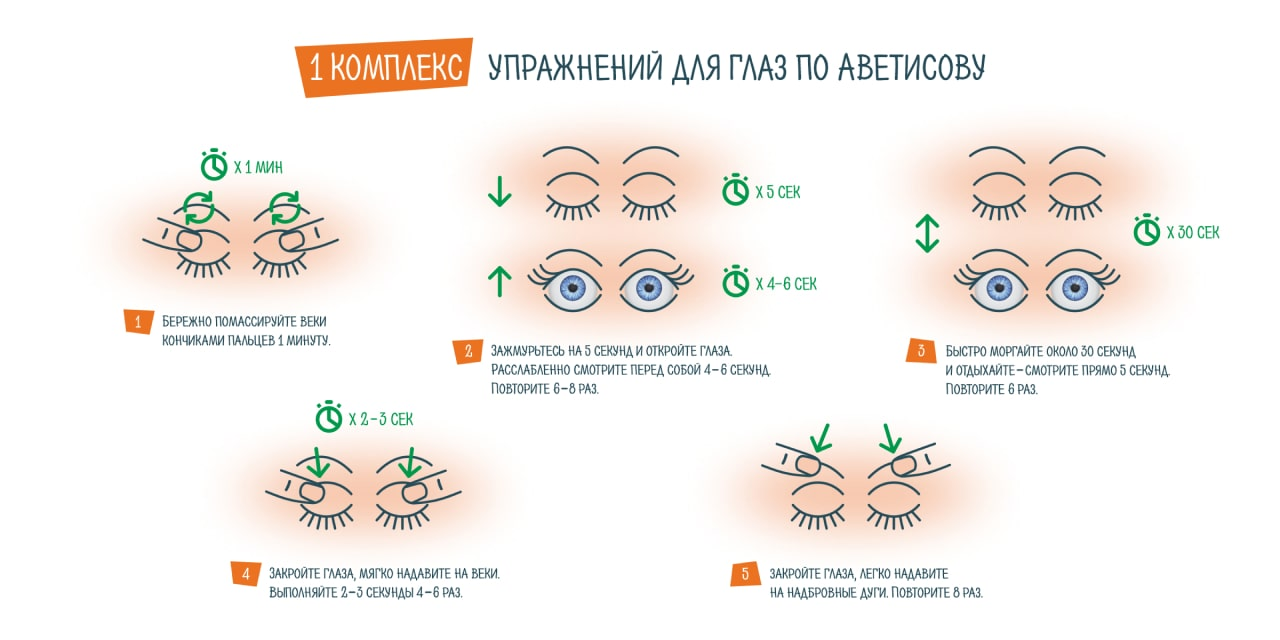 1 КОМПЛЕКС УПРАЖНЕНИЙ ДЛЯ ГЛАЗ ПО АВЕТИСОВУ
X 1 МИН
1
БЕРЕЖНО ПОМАССИРУЙТЕ ВЕКИ
КОНЧИКАМИ ПАЛЬЦЕВ 1 МИНУТУ.
X 5 СЕК
X 4-6 СЕК
2
ЗАЖМУРЬТЕСЬ НА 5 СЕКУНД И ОТКРОЙТЕ ГЛАЗА.
РАССЛАБЛЕННО СМОТРИТЕ ПЕРЕД СОБОЙ 4–6 СЕКУНД.
ПОВТОРИТЕ 6–8 РАЗ.
X 30 СЕК
3
БЫСТРО МОРГАЙТЕ ОКОЛО 30 СЕКУНД
И ОТДЫХАЙТЕ – СМОТРИТЕ ПРЯМО 5 СЕКУНД.
ПОВТОРИТЕ 6 РАЗ.
X 2–3 СЕК
4
ЗАКРОЙТЕ ГЛАЗА, МЯГКО НАДАВИТЕ НА ВЕКИ.
ВЫПОЛНЯЙТЕ 2–3 СЕКУНДЫ 4–6 РАЗ.
5
ЗАКРОЙТЕ ГЛАЗА, ЛЕГКО НАДАВИТЕ
НА НАДБРОВНЫЕ ДУГИ. ПОВТОРИТЕ 8 РАЗ.